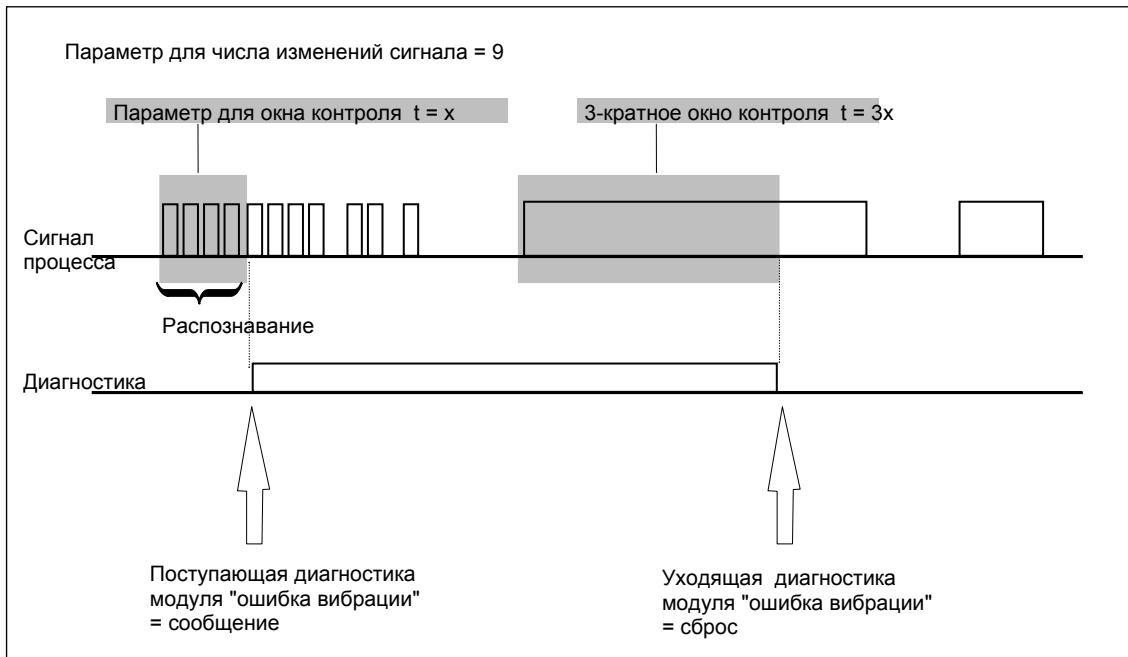 Параметр для числа изменений сигнала = 9
Параметр для окна контроля t = x
3-кратное окно контроля t = 3x
Сигнал
процесса
Распознавание
Диагностика
Поступающая диагностика
модуля "ошибка вибрации"
= сообщение
Уходящая диагностика
модуля "ошибка вибрации"
= сброс